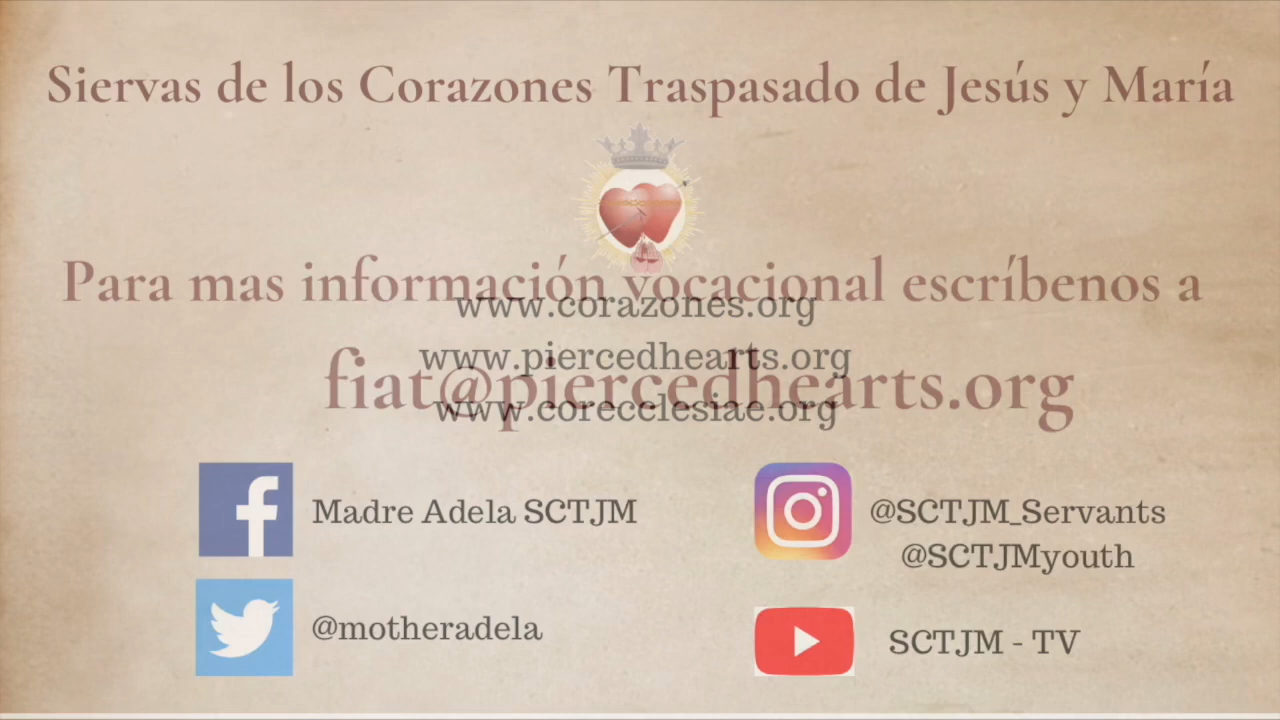 Siervas de los Corazones Traspasado de Jesús y María
Para mas información vocacional escríbenos a
www.corazones.org
www.piercedhearts.org
fiat@piercedhearts.org
www.corecclesiae.org
Madre Adela SCTJM
@SCTJM_Servants
@SCTJMyouth
@motheradela
SCTJM - TV